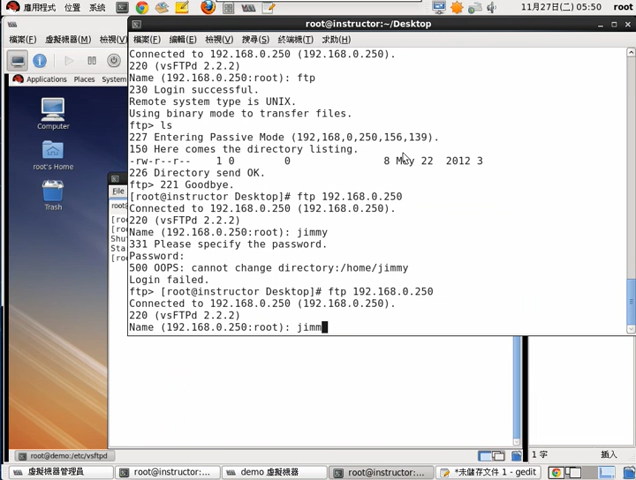 應用程式 位置 系統 11月27日(二) 05:50
root@instructor:~/Desktop
檔案(F) 虛擬機器(M) 檢視(V)
檔案(F) 編輯(E) 檢視(V) 搜尋(S) 終端機(T) 求助(H)
Applications Places System
Computer
root's Home
Trash
File
Connected to 192.168.0.250 (192.168.0.250).
220 (vsFTPd 2.2.2)
Name (192.168.0.250:root): ftp
230 Login successful.
Remote system type is UNIX.
Using binary mode to transfer files.
ftp> ls
227 Entering Passive Mode (192,168,0,250,156,139).
150 Here comes the directory listing.
-rw-r--r-- 1 0 0 8 May 22 2012 3
226 Directory send OK.
ftp> 221 Goodbye.
[root@instructor Desktop]# ftp 192.168.0.250
Connected to 192.168.0.250 (192.168.0.250).
220 (vsFTPd 2.2.2)
Name (192.168.0.250:root): jimmy
331 Please specify the password.
Password:
500 OOPS: cannot change directory:/home/jimmy
Login failed.
ftp> [root@instructor Desktop]# ftp 192.168.0.250
Connected to 192.168.0.250 (192.168.0.250).
220 (vsFTPd 2.2.2)
Name (192.168.0.250:root): jimm
root@demo:/etc/vsftpd
1 字 插入
虛擬機器管理員 root@instructor:... demo 虛擬機器 root@instructor:... *未儲存文件 1 - gedit